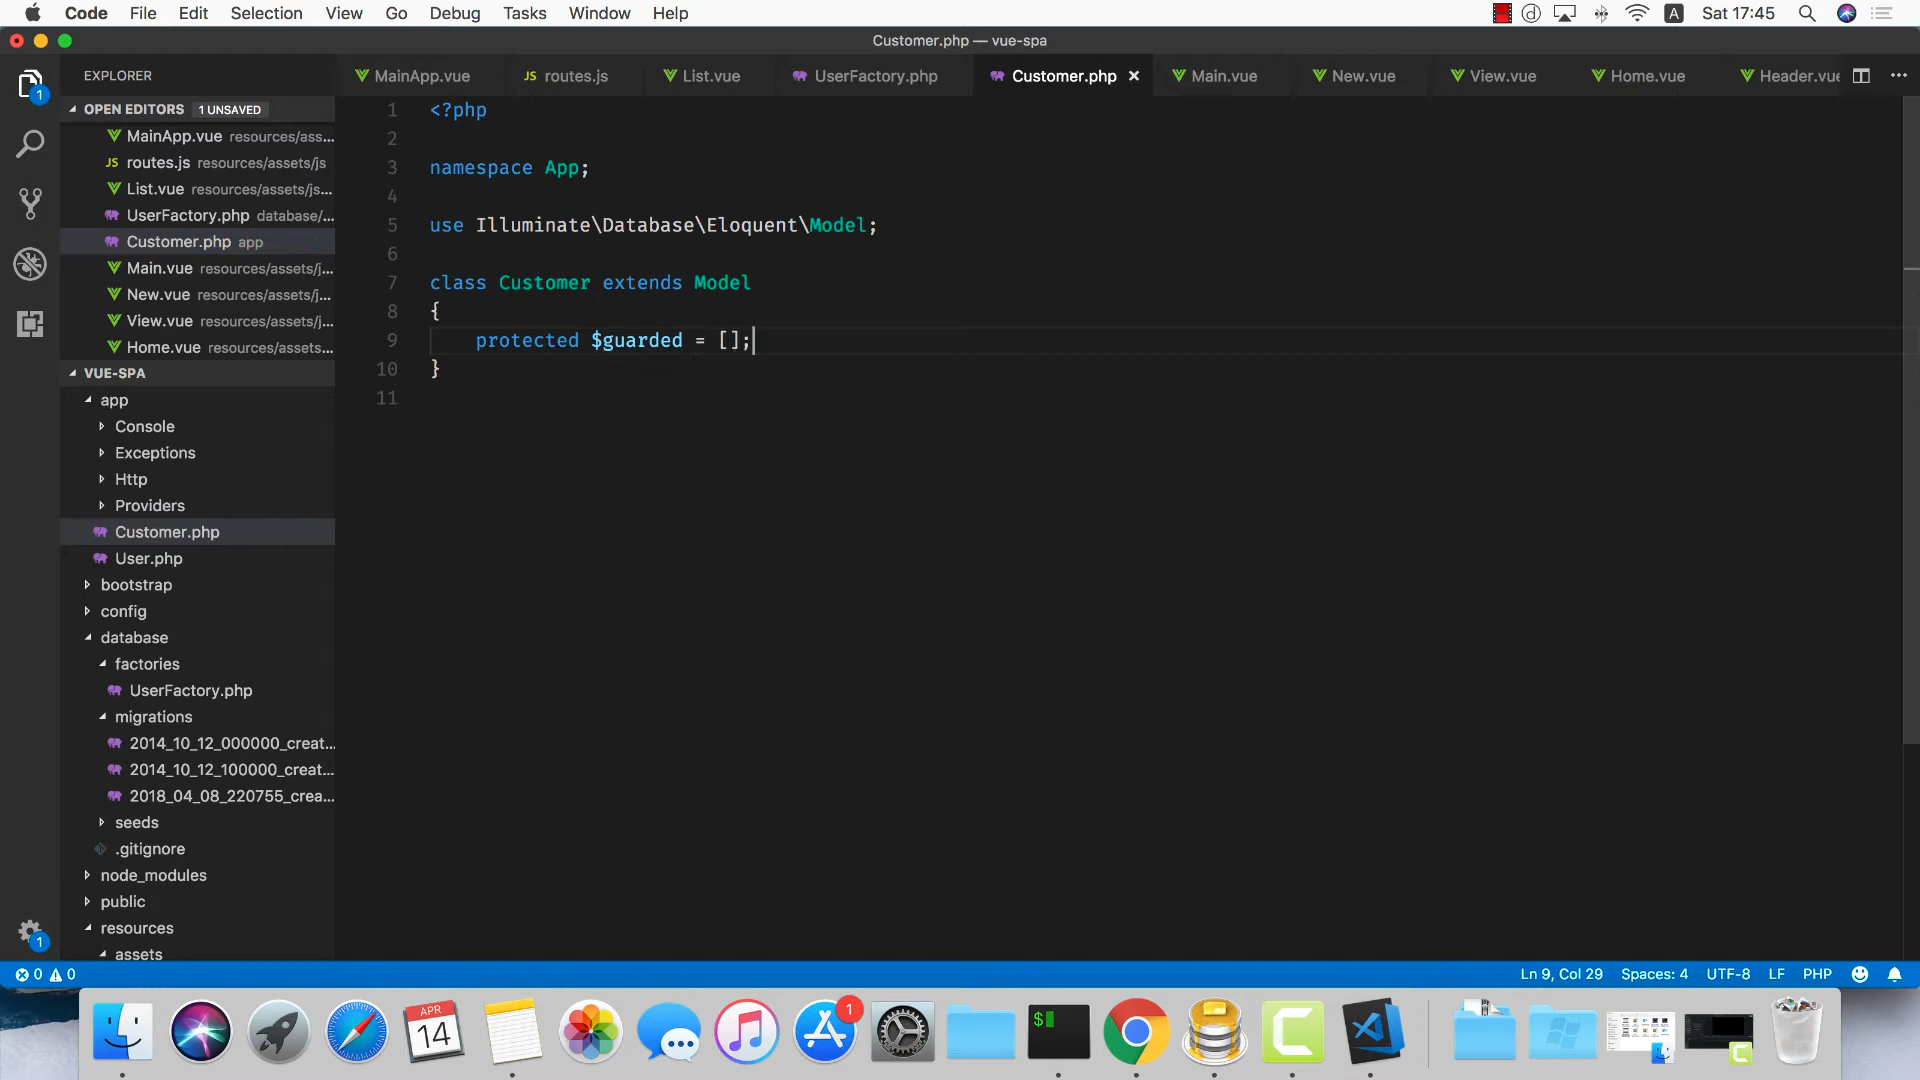 Code File Edit Selection View Go Debug Tasks Window Help A Sat 17:45
Customer.php — vue-spa
EXPLORER
MainApp.vue JS routes.js List.vue UserFactory.php Customer.php × Main.vue New.vue View.vue Home.vue Header.vue
OPEN EDITORS 1 UNSAVED
MainApp.vue resources/ass...
JS routes.js resources/assets/js
List.vue resources/assets/js...
UserFactory.php database/...
Customer.php app
Main.vue resources/assets/j...
New.vue resources/assets/j...
View.vue resources/assets/j...
Home.vue resources/assets...
VUE-SPA
app
Console
Exceptions
Http
Providers
Customer.php
User.php
bootstrap
config
database
factories
UserFactory.php
migrations
2014_10_12_000000_creat...
2014_10_12_100000_creat...
2018_04_08_220755_crea...
seeds
.gitignore
node_modules
public
resources
assets
1
1
1 <?php
2
3 namespace App;
4
5 use Illuminate\Database\Eloquent\Model;
6
7 class Customer extends Model
8 {
9 protected $guarded = [];
10 }
11
0 0 Ln 9, Col 29 Spaces: 4 UTF-8 LF PHP
APR
14
1
$